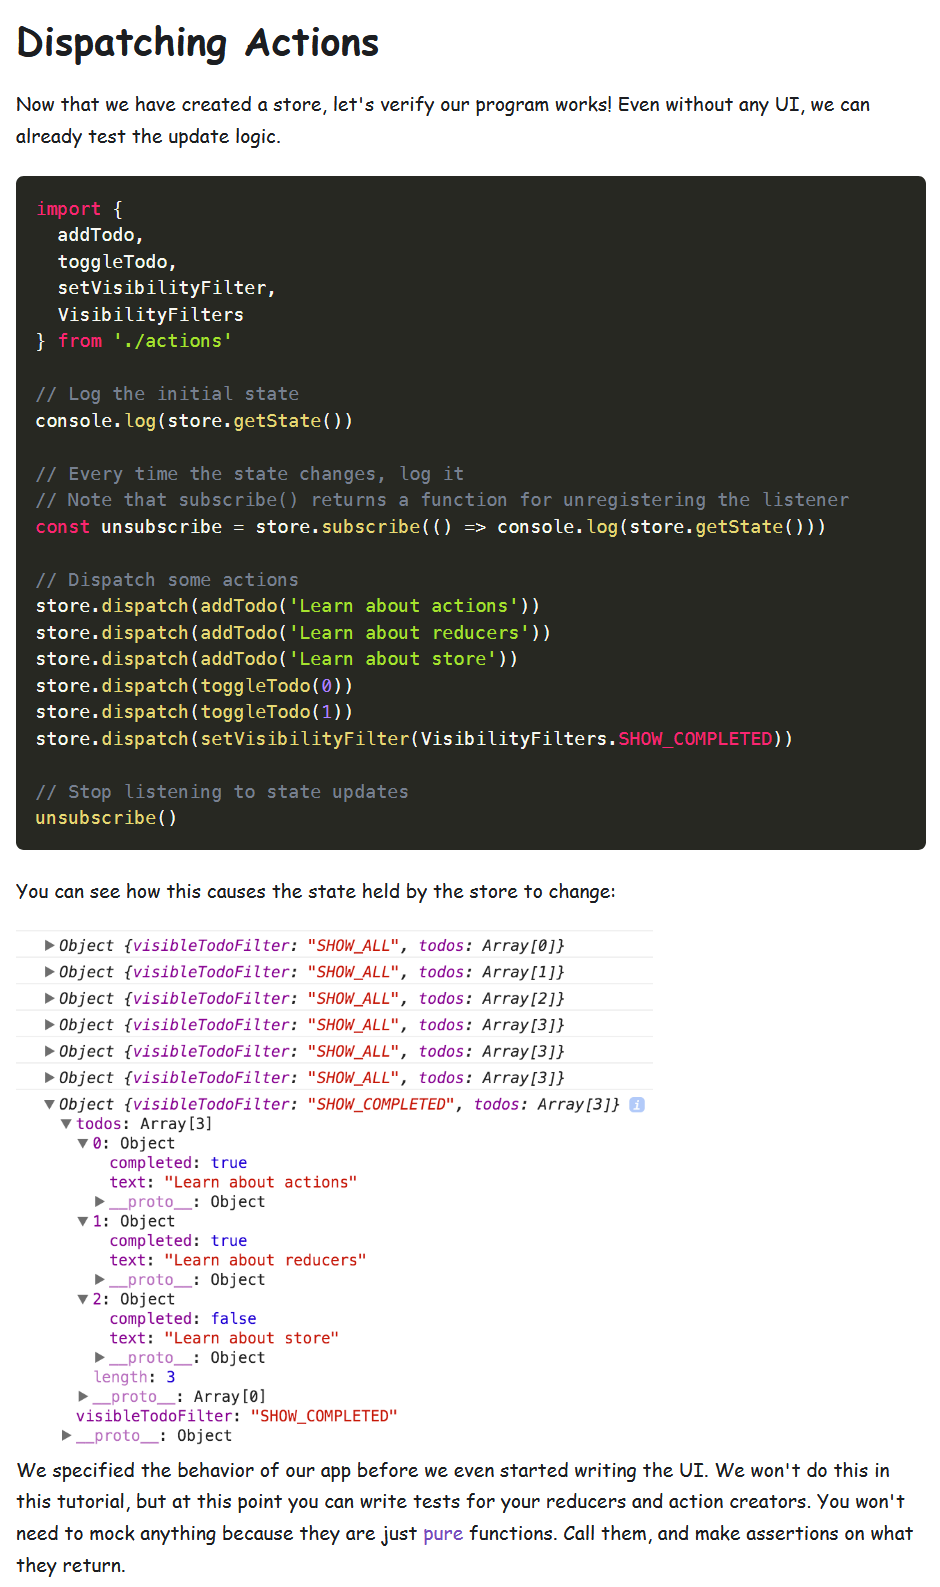 Dispatching Actions
Now that we have created a store, let's verify our program works! Even without any UI, we can
already test the update logic.
import {
  addTodo,
  toggleTodo,
  setVisibilityFilter,
  VisibilityFilters
} from './actions'

// Log the initial state
console.log(store.getState())

// Every time the state changes, log it
// Note that subscribe() returns a function for unregistering the listener
const unsubscribe = store.subscribe(() => console.log(store.getState()))

// Dispatch some actions
store.dispatch(addTodo('Learn about actions'))
store.dispatch(addTodo('Learn about reducers'))
store.dispatch(addTodo('Learn about store'))
store.dispatch(toggleTodo(0))
store.dispatch(toggleTodo(1))
store.dispatch(setVisibilityFilter(VisibilityFilters.SHOW_COMPLETED))

// Stop listening to state updates
unsubscribe()
You can see how this causes the state held by the store to change:
▶Object {visibleTodoFilter: "SHOW_ALL", todos: Array[0]}
▶Object {visibleTodoFilter: "SHOW_ALL", todos: Array[1]}
▶Object {visibleTodoFilter: "SHOW_ALL", todos: Array[2]}
▶Object {visibleTodoFilter: "SHOW_ALL", todos: Array[3]}
▶Object {visibleTodoFilter: "SHOW_ALL", todos: Array[3]}
▶Object {visibleTodoFilter: "SHOW_ALL", todos: Array[3]}
▼Object {visibleTodoFilter: "SHOW_COMPLETED", todos: Array[3]} i
▼todos: Array[3]
▼0: Object
completed: true
text: "Learn about actions"
▶__proto__: Object
▼1: Object
completed: true
text: "Learn about reducers"
▶__proto__: Object
▼2: Object
completed: false
text: "Learn about store"
▶__proto__: Object
length: 3
▶__proto__: Array[0]
visibleTodoFilter: "SHOW_COMPLETED"
▶__proto__: Object
We specified the behavior of our app before we even started writing the UI. We won't do this in
this tutorial, but at this point you can write tests for your reducers and action creators. You won't
need to mock anything because they are just pure functions. Call them, and make assertions on what
they return.